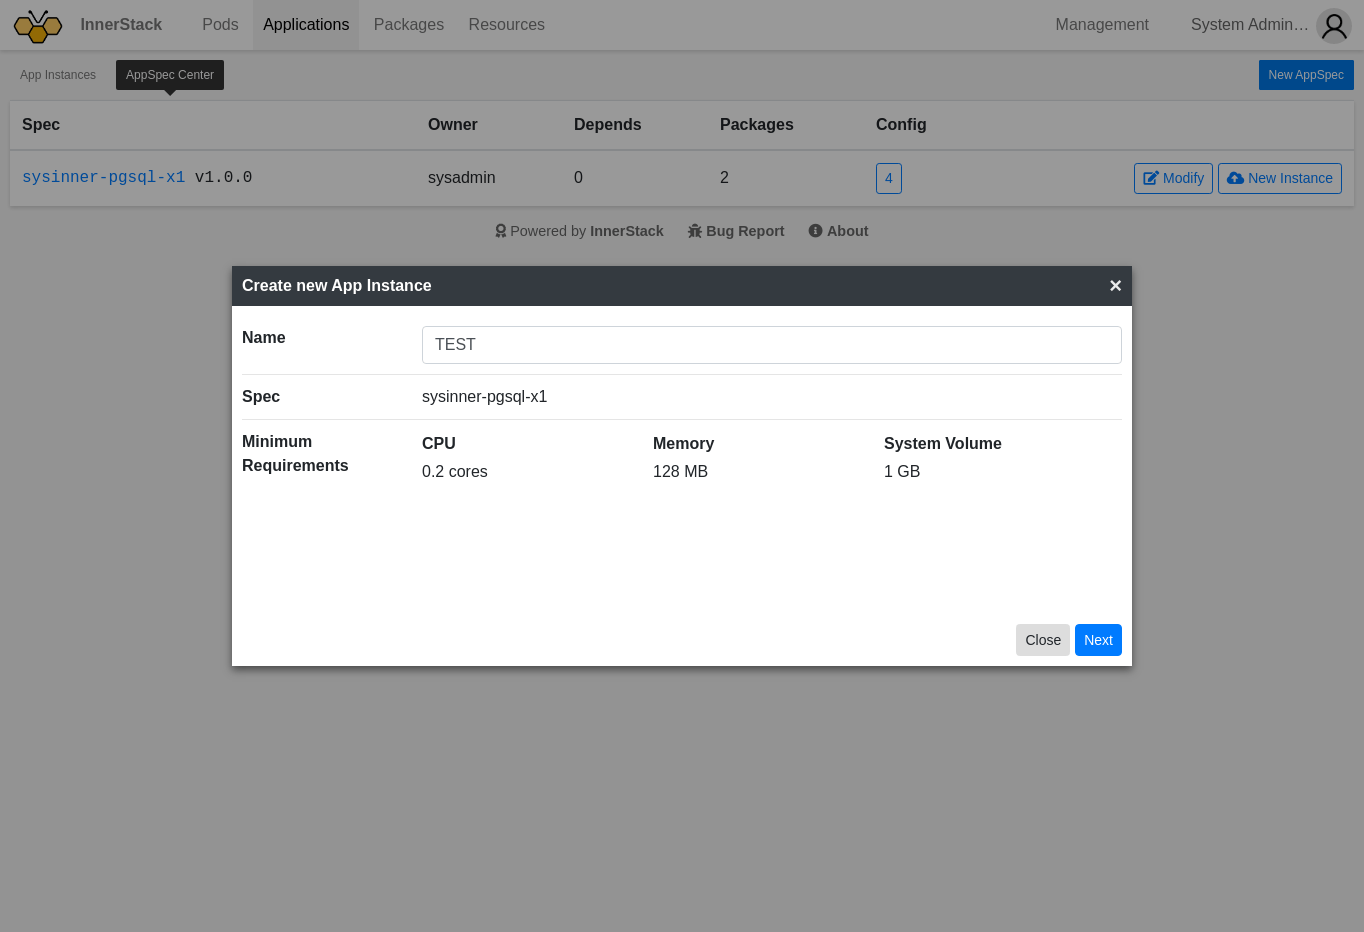 InnerStack Pods Applications Packages Resources Management System Admin…
App Instances AppSpec Center New AppSpec
Spec Owner Depends Packages Config
sysinner-pgsql-x1 v1.0.0 sysadmin 0 2 4 Modify New Instance
Powered by InnerStack Bug Report About
Create new App Instance ×
Name TEST
Spec sysinner-pgsql-x1
Minimum Requirements
CPU Memory System Volume
0.2 cores 128 MB 1 GB
Close Next